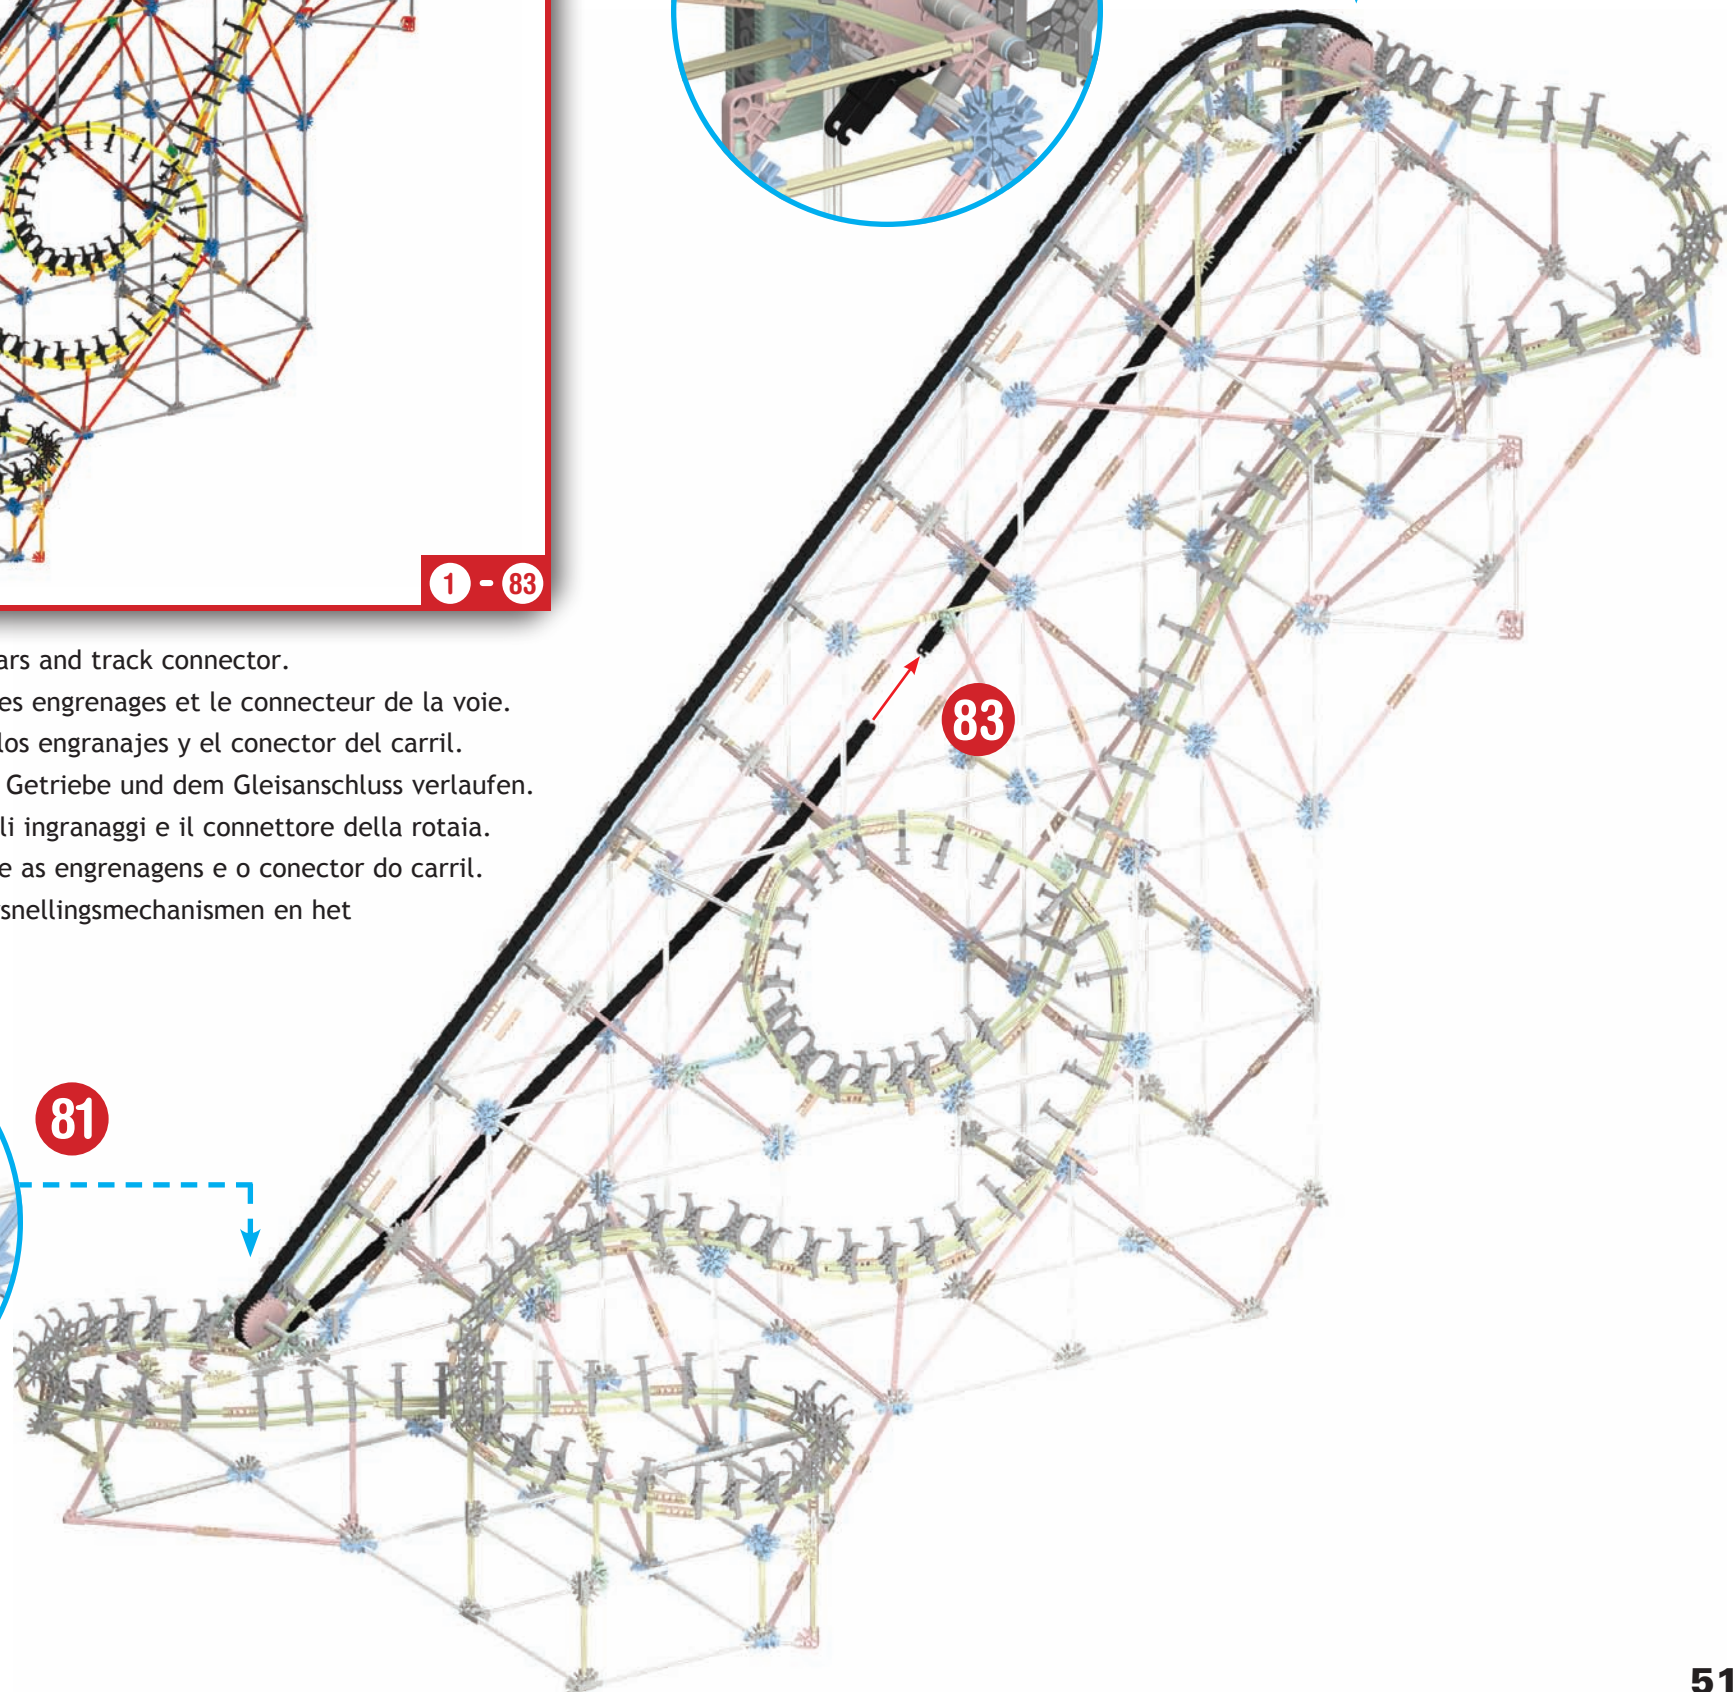 1 - 83
ars and track connector.
es engrenages et le connecteur de la voie.
los engranajes y el conector del carril.
Getriebe und dem Gleisanschluss verlaufen.
li ingranaggi e il connettore della rotaia.
e as engrenagens e o conector do carril.
snellingsmechanismen en het
83
81
51